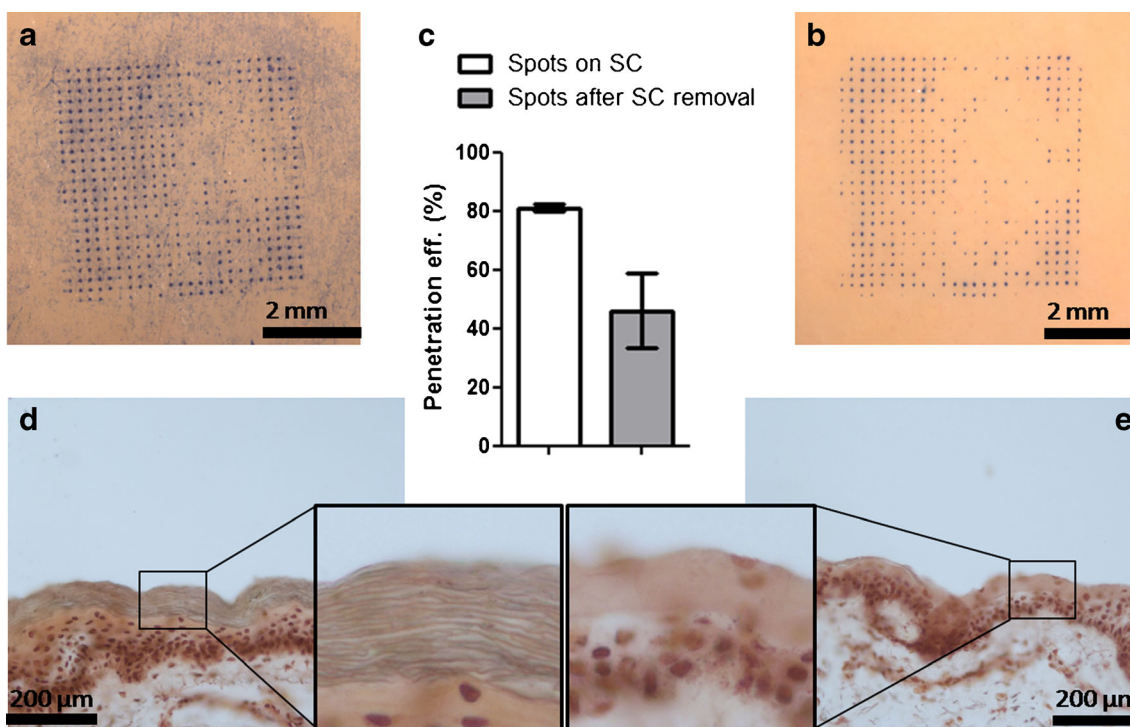 a
2 mm
c
Spots on SC
Spots after SC removal
Penetration eff. (%)
100
80
60
40
20
0
b
2 mm
d
200 µm
e
200 µm